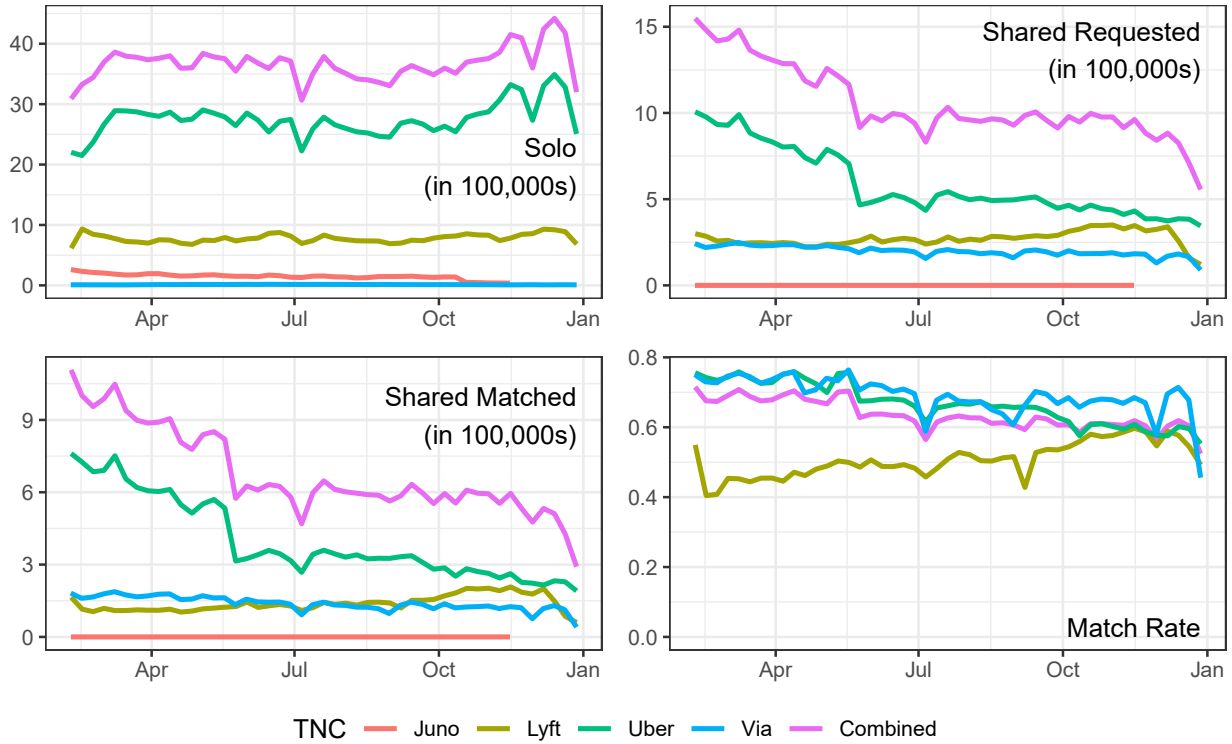 40
30
20
10
0
Solo
(in 100,000s)
Apr Jul Oct Jan
15
10
5
0
Shared Requested
(in 100,000s)
Apr Jul Oct Jan
9
6
3
0
Shared Matched
(in 100,000s)
Apr Jul Oct Jan
0.8
0.6
0.4
0.2
0.0
Match Rate
Apr Jul Oct Jan
TNC Juno Lyft Uber Via Combined